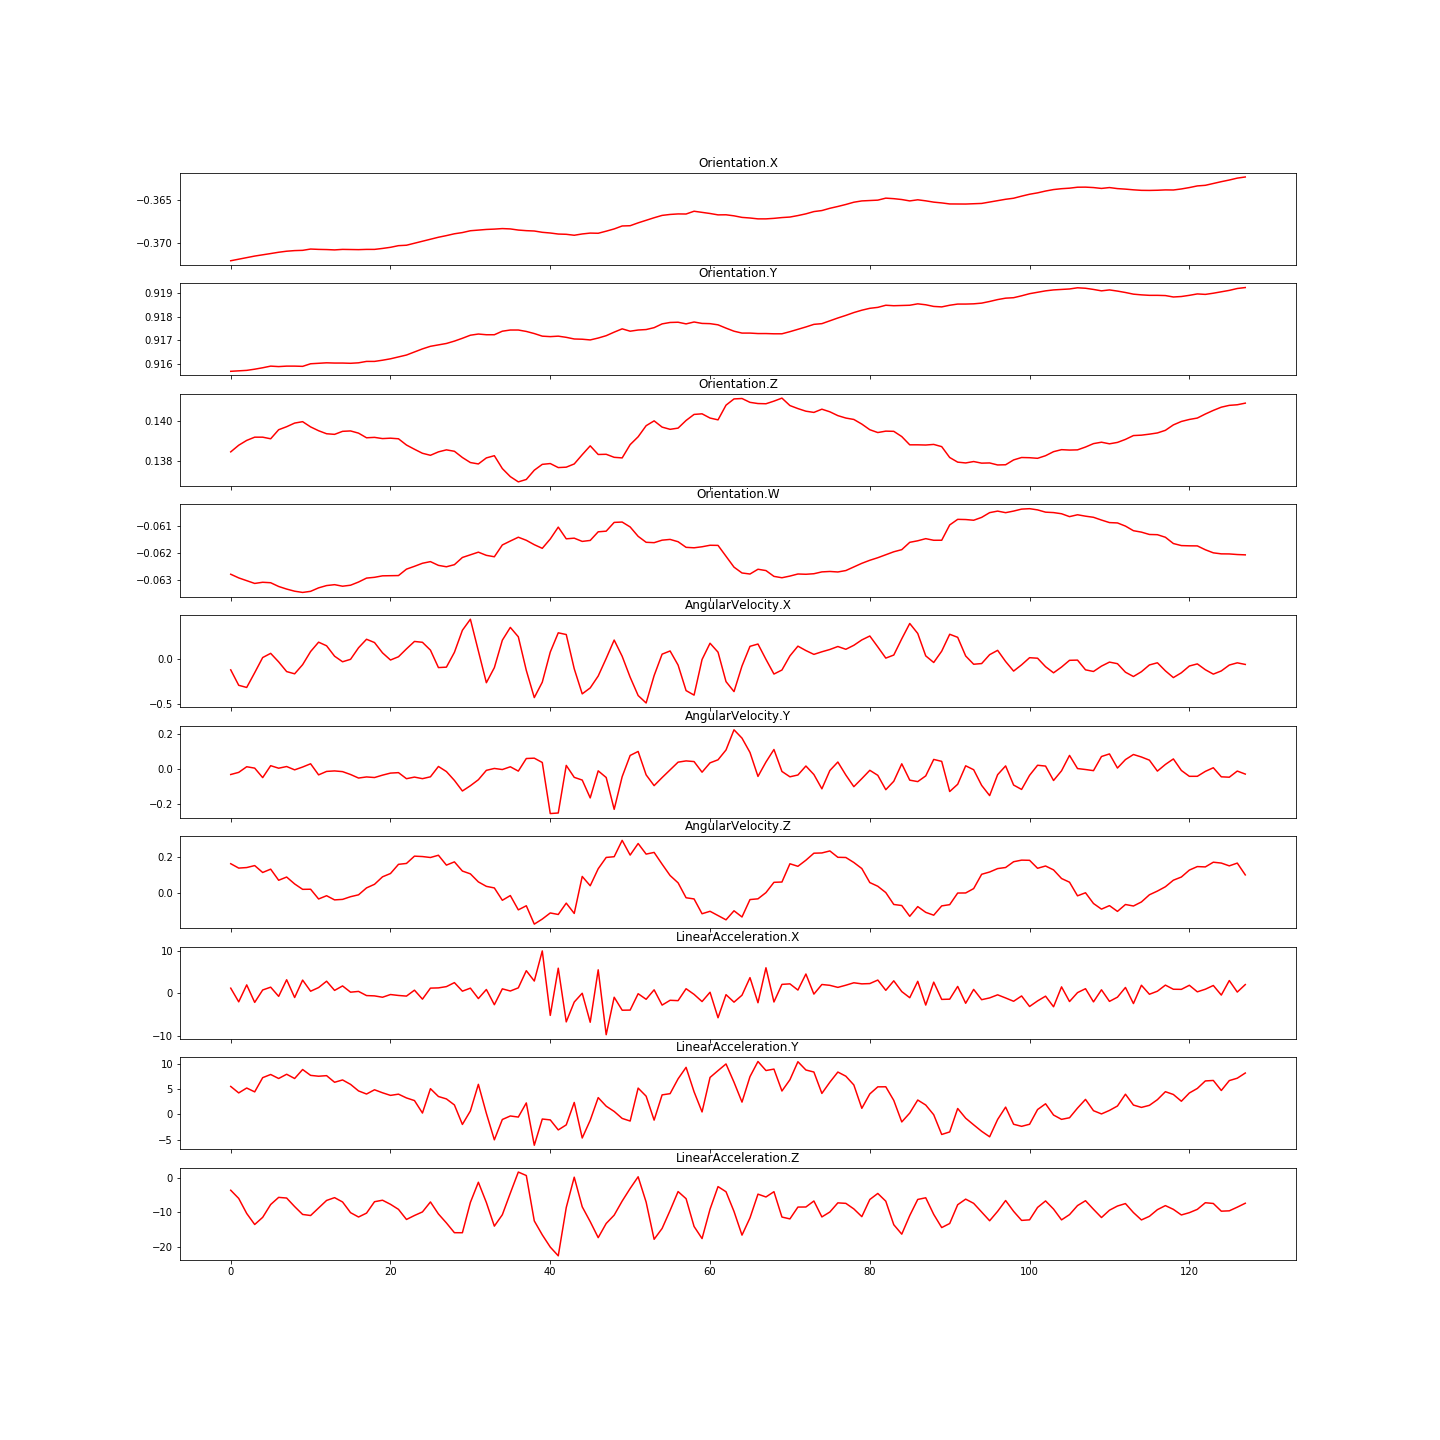 Orientation.X
−0.365
−0.370
Orientation.Y
0.919
0.918
0.917
0.916
Orientation.Z
0.140
0.138
Orientation.W
−0.061
−0.062
−0.063
AngularVelocity.X
0.0
−0.5
AngularVelocity.Y
0.2
0.0
−0.2
AngularVelocity.Z
0.2
0.0
LinearAcceleration.X
10
0
−10
LinearAcceleration.Y
10
5
0
−5
LinearAcceleration.Z
0
−10
−20
0 20 40 60 80 100 120